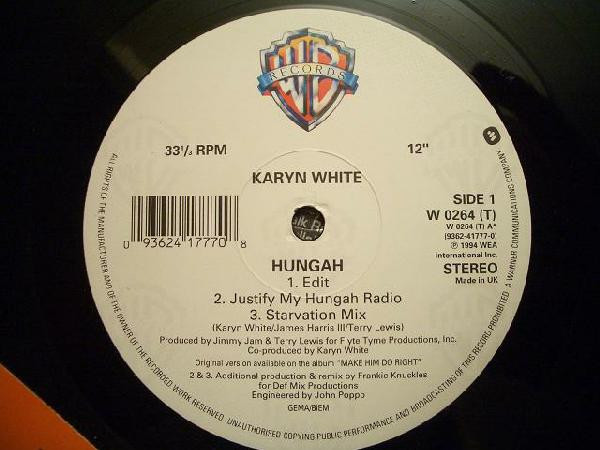 WB
RECORDS
33⅓ RPM
12"
KARYN WHITE
SIDE 1
W 0264 (T)
W 0264 (T) A*
(9362-41777-0)
℗ 1994 WEA
International Inc.
STEREO
Made in UK
0 93624 17770 8
HUNGAH
1. Edit
2. Justify My Hungah Radio
3. Starvation Mix
(Karyn White/James Harris III/Terry Lewis)
Produced by Jimmy Jam & Terry Lewis for Flyte Tyme Productions, Inc.
Co-produced by Karyn White
Original version available on the album "MAKE HIM DO RIGHT"
2 & 3. Additional production & remix by Frankie Knuckles
for Def Mix Productions
Engineered by John Poppo
GEMA/BIEM
ALL RIGHTS OF THE MANUFACTURER AND OF THE OWNER OF THE RECORDED WORK RESERVED. UNAUTHORISED COPYING PUBLIC PERFORMANCE AND BROADCASTING OF THIS RECORD PROHIBITED. A WARNER COMMUNICATIONS COMPANY